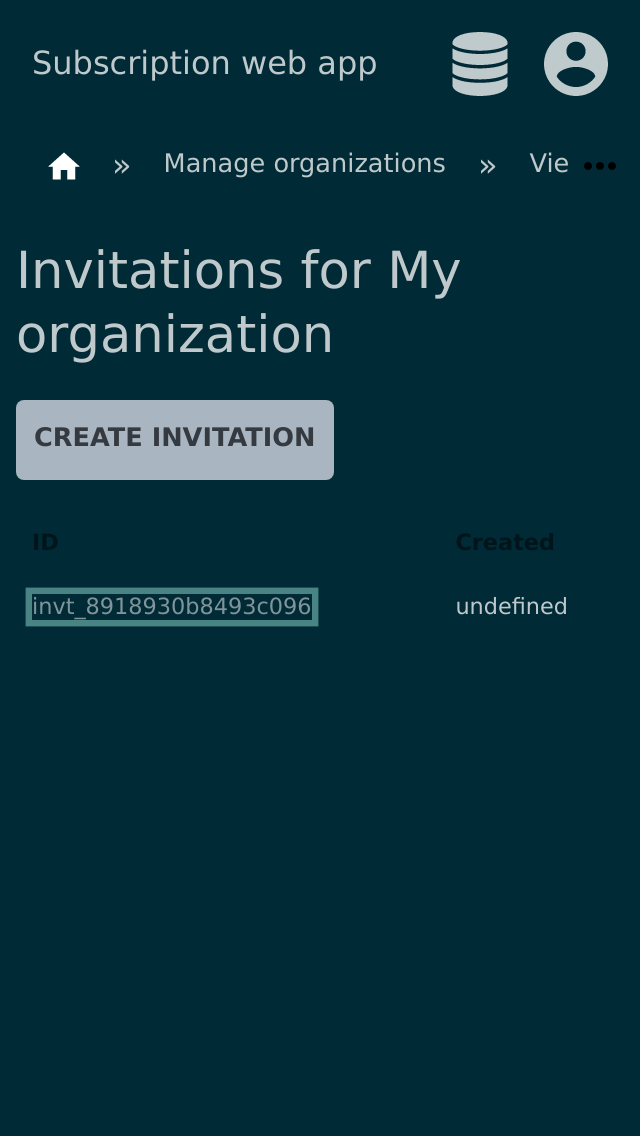 Subscription web app
» Manage organizations » Vie
Invitations for My
organization
CREATE INVITATION
ID Created
invt_8918930b8493c096 undefined